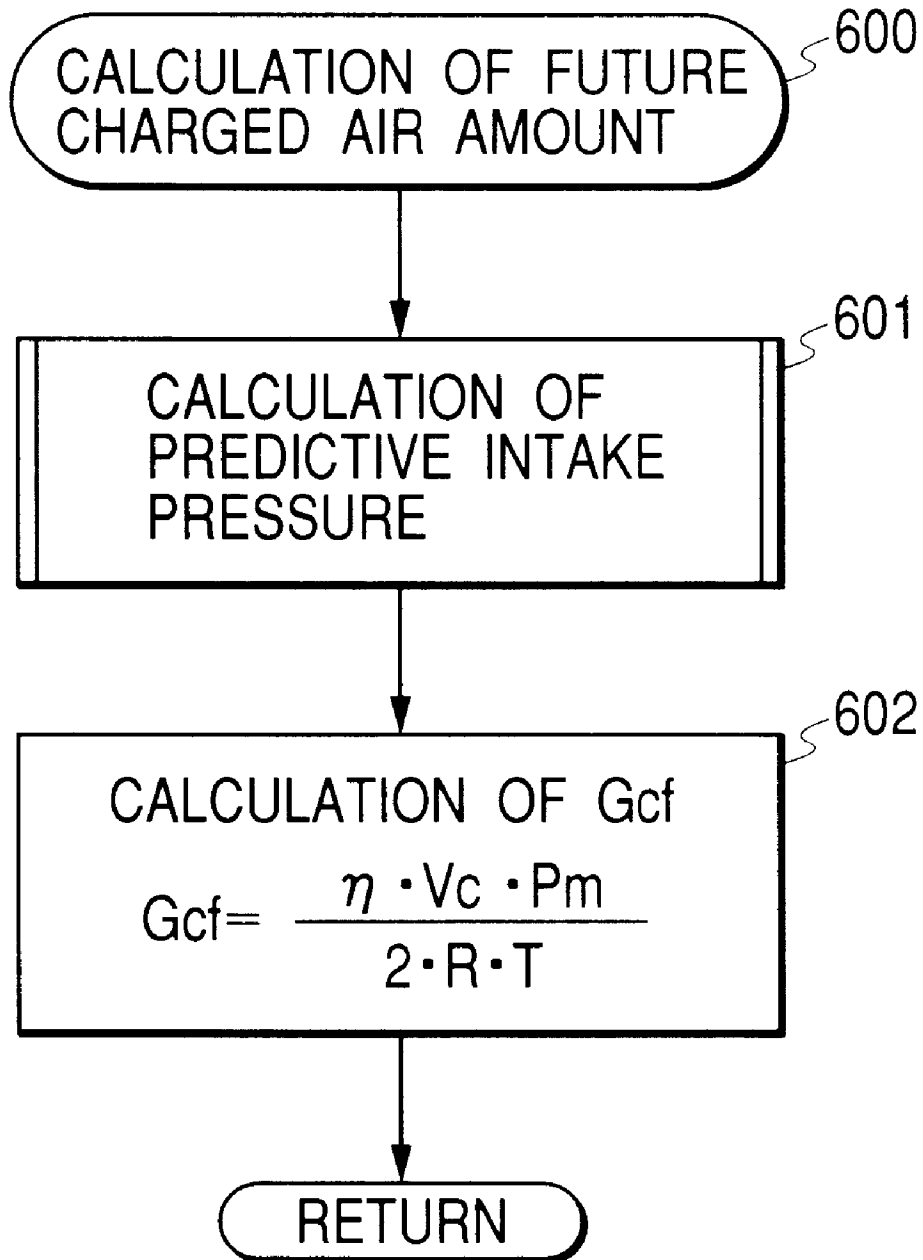 CALCULATION OF FUTURE
CHARGED AIR AMOUNT
600
601
CALCULATION OF
PREDICTIVE INTAKE
PRESSURE
602
CALCULATION OF Gcf
Gcf= η・Vc・Pm
2・R・T
RETURN